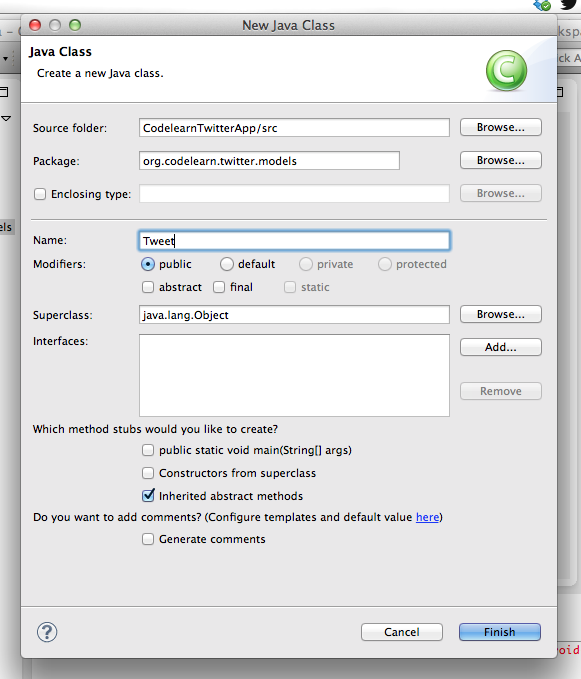 New Java Class
Java Class
Create a new Java class.
Source folder: CodelearnTwitterApp/src Browse...
Package: org.codelearn.twitter.models Browse...
Enclosing type: Browse...
Name: Tweet
Modifiers: public default private protected
abstract final static
Superclass: java.lang.Object Browse...
Interfaces: Add...
Remove
Which method stubs would you like to create?
public static void main(String[] args)
Constructors from superclass
Inherited abstract methods
Do you want to add comments? (Configure templates and default value here)
Generate comments
? Cancel Finish